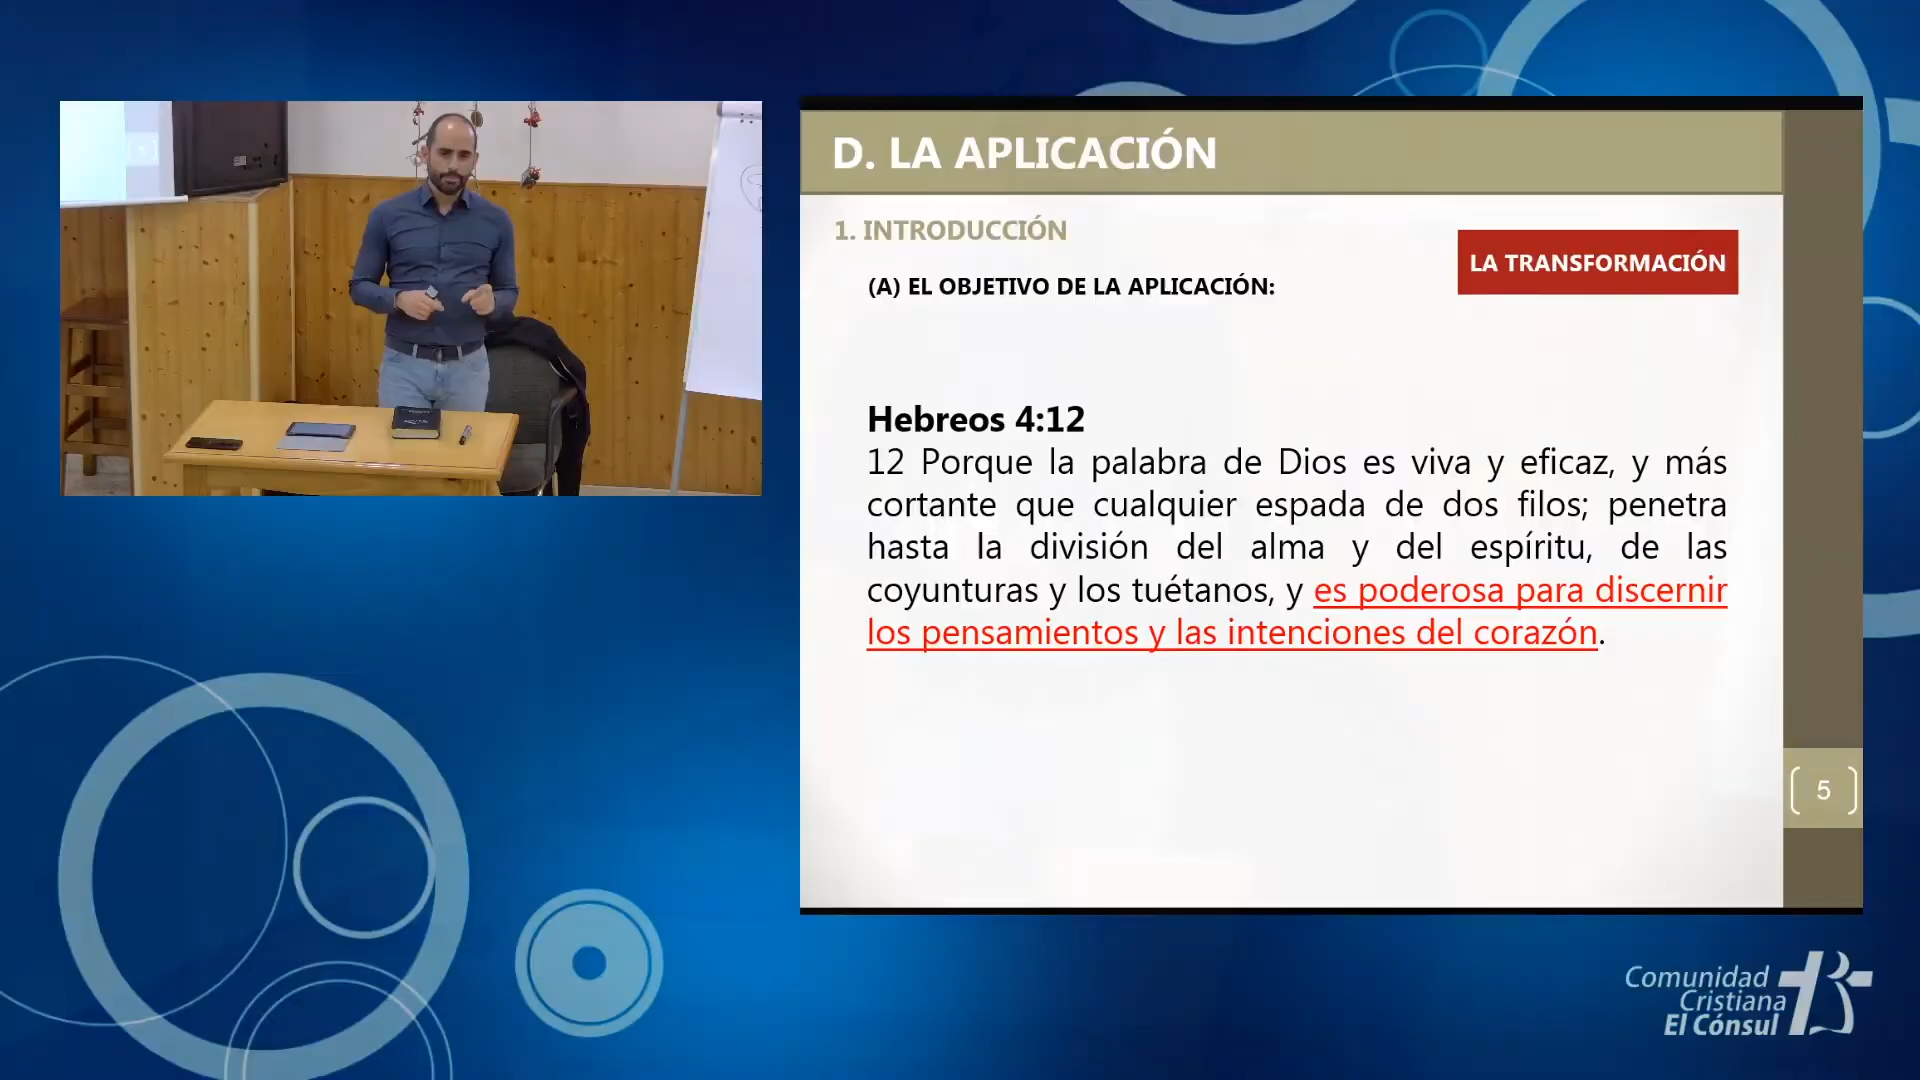 D. LA APLICACIÓN
1. INTRODUCCIÓN
LA TRANSFORMACIÓN
(A) EL OBJETIVO DE LA APLICACIÓN:
Hebreos 4:12
12 Porque la palabra de Dios es viva y eficaz, y más
cortante que cualquier espada de dos filos; penetra
hasta la división del alma y del espíritu, de las
coyunturas y los tuétanos, y es poderosa para discernir
los pensamientos y las intenciones del corazón.
5
Comunidad
Cristiana
El Cónsul